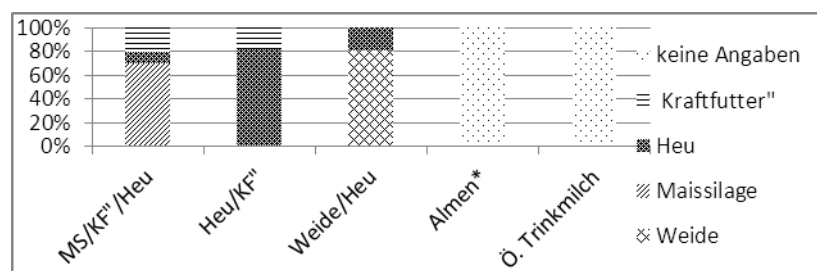 100%
80%
60%
40%
20%
0%
MS/KF"/Heu
Heu/KF"
Weide/Heu
Almen*
Ö. Trinkmilch
keine Angaben
Kraftfutter"
Heu
Maissilage
Weide